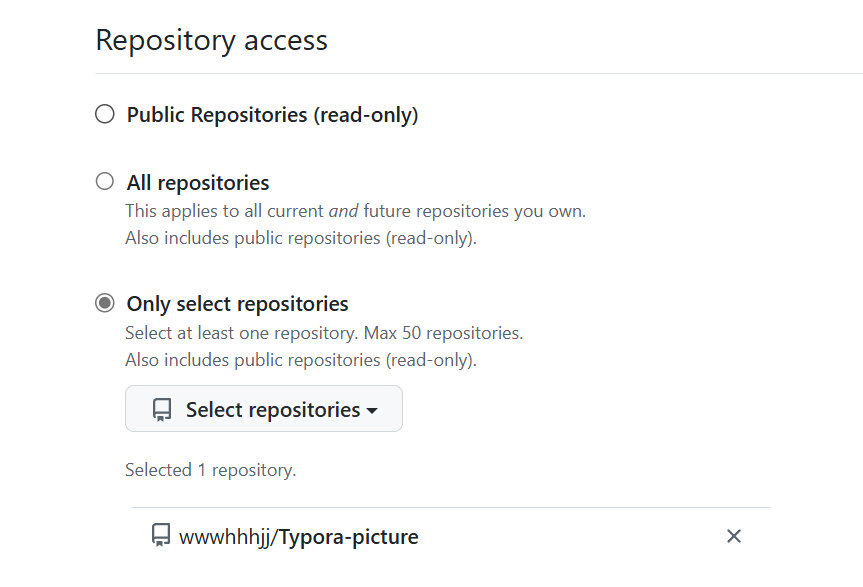 Repository access
Public Repositories (read-only)
All repositories
This applies to all current and future repositories you own.
Also includes public repositories (read-only).
Only select repositories
Select at least one repository. Max 50 repositories.
Also includes public repositories (read-only).
Select repositories
Selected 1 repository.
wwwhhhjj/Typora-picture